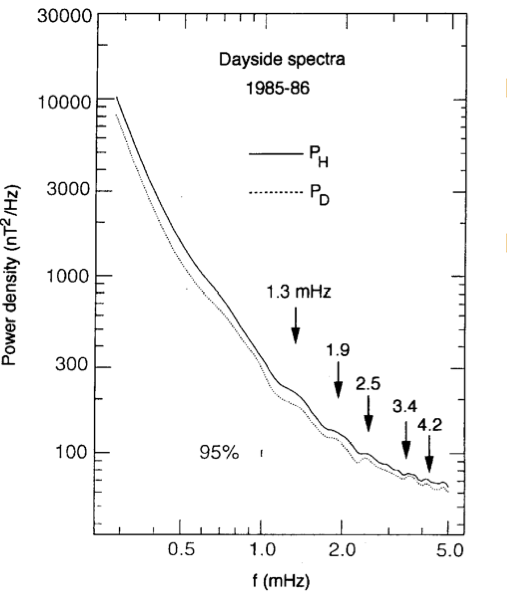 30000
10000
3000
1000
300
100
Power density (nT²/Hz)
Dayside spectra
1985-86
P_H
P_D
1.3 mHz
1.9
2.5
3.4
4.2
95%
0.5 1.0 2.0 5.0
f (mHz)